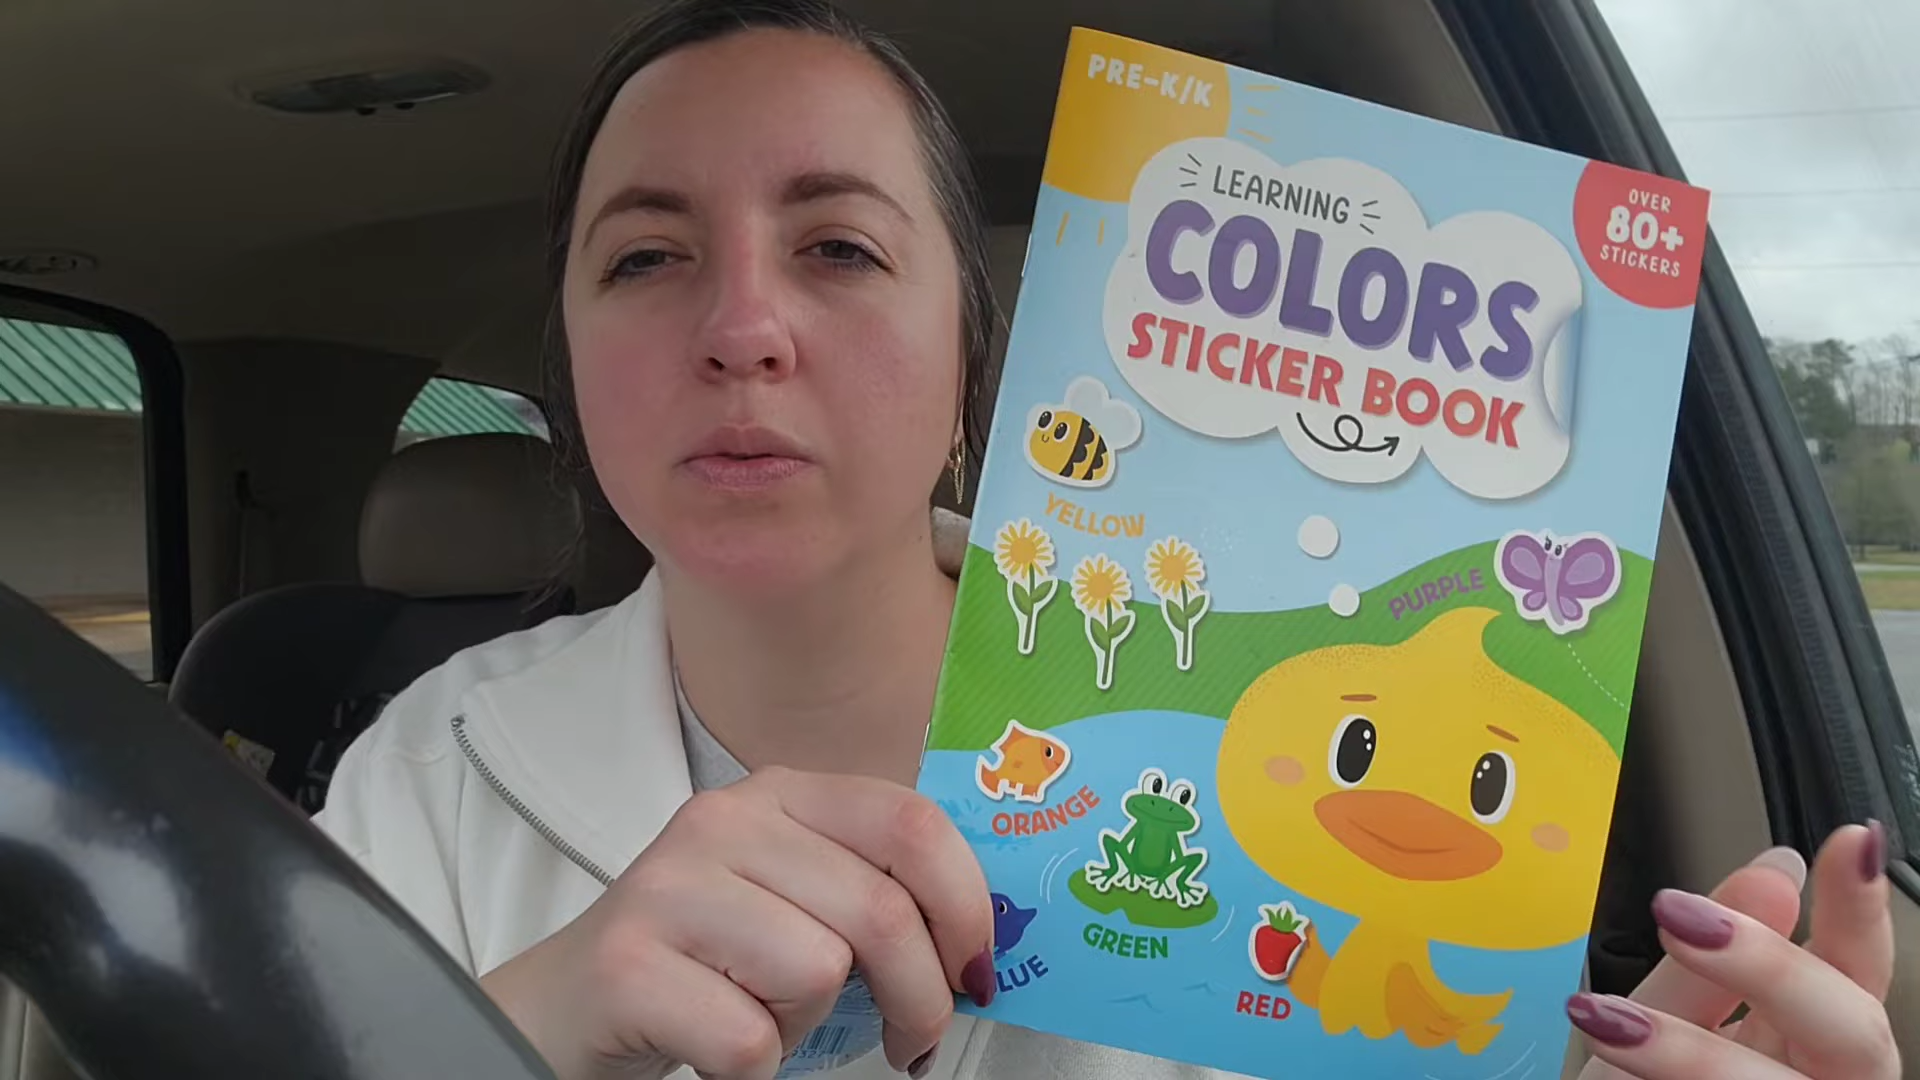 PRE-K/K
LEARNING
COLORS
STICKER BOOK
OVER
80+
STICKERS
YELLOW
PURPLE
ORANGE
GREEN
RED